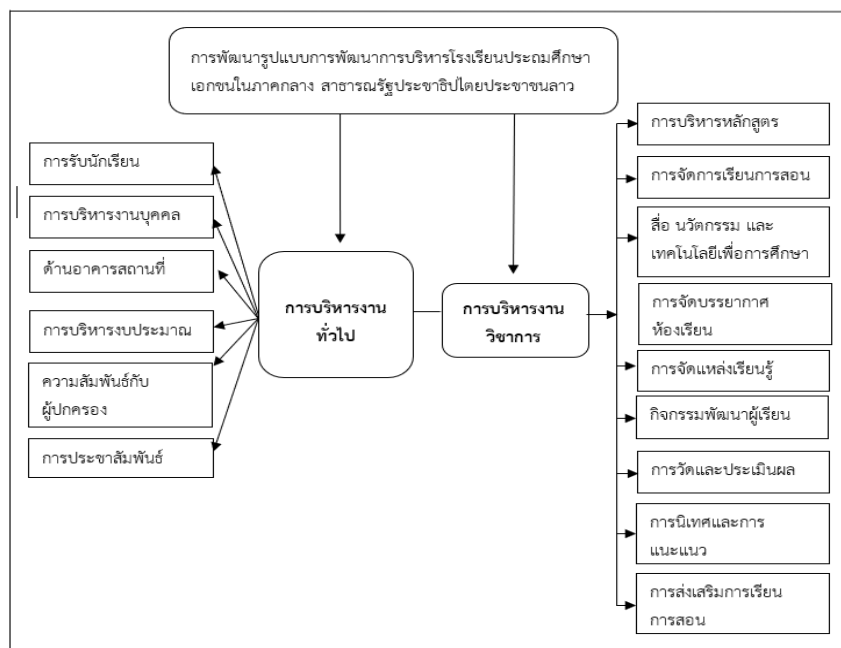 การพัฒนารูปแบบการพัฒนาการบริหารโรงเรียนประถมศึกษา
เอกชนในภาคกลาง สาธารณรัฐประชาธิปไตยประชาชนลาว
การรับนักเรียน
การบริหารงานบุคคล
ด้านอาคารสถานที่
การบริหารงบประมาณ
ความสัมพันธ์กับ
ผู้ปกครอง
การประชาสัมพันธ์
การบริหารงาน
ทั่วไป
การบริหารงาน
วิชาการ
การบริหารหลักสูตร
การจัดการเรียนการสอน
สื่อ นวัตกรรม และ
เทคโนโลยีเพื่อการศึกษา
การจัดบรรยากาศ
ห้องเรียน
การจัดแหล่งเรียนรู้
กิจกรรมพัฒนาผู้เรียน
การวัดและประเมินผล
การนิเทศและการ
แนะแนว
การส่งเสริมการเรียน
การสอน